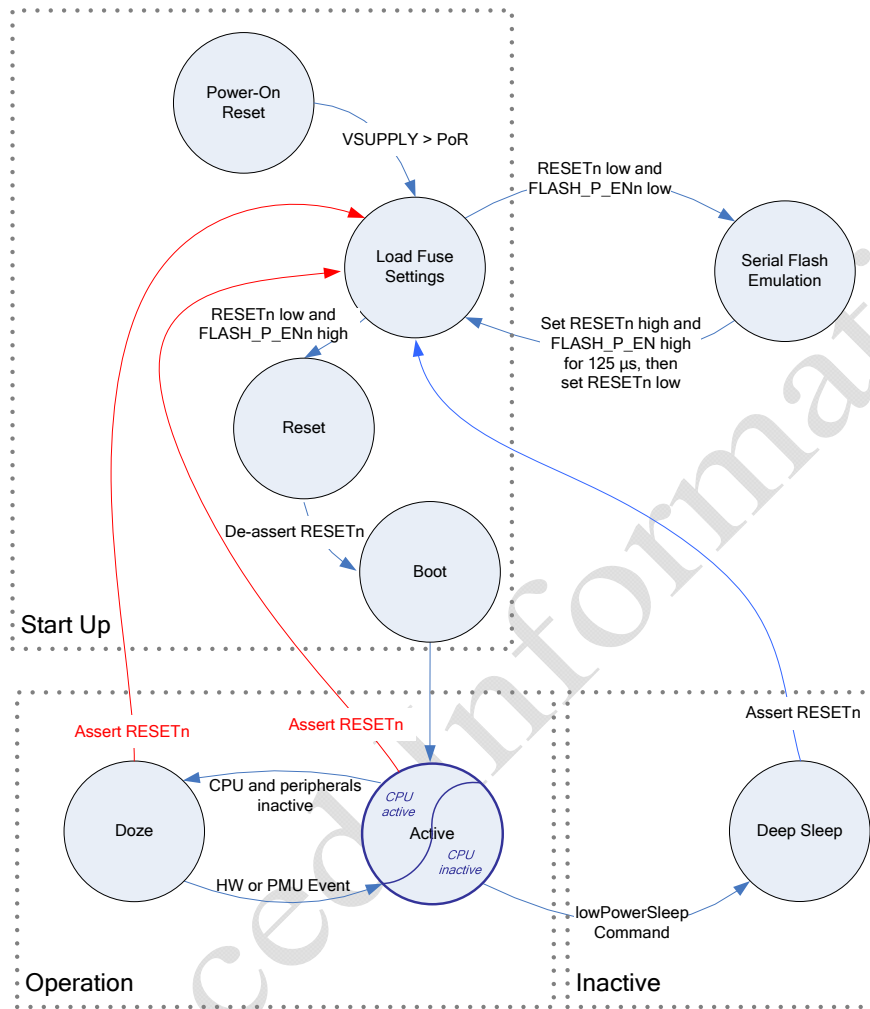 Power-On
Reset
VSUPPLY > PoR
RESETn low and
FLASH_P_ENn low
Load Fuse
Settings
Serial Flash
Emulation
RESETn low and
FLASH_P_ENn high
Set RESETn high and
FLASH_P_EN high
for 125 µs, then
set RESETn low
Reset
De-assert RESETn
Boot
Start Up
Assert RESETn
Assert RESETn
Assert RESETn
CPU and peripherals
inactive
CPU
active
Doze
Active
Deep Sleep
CPU
inactive
HW or PMU Event
lowPowerSleep
Command
Operation
Inactive
ced Informati